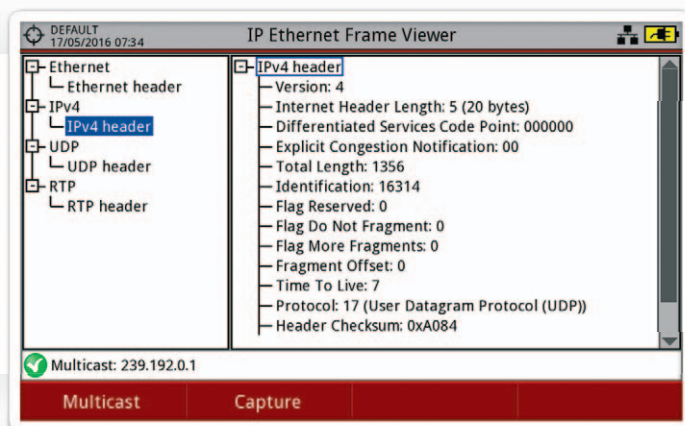 DEFAULT
17/05/2016 07:34
IP Ethernet Frame Viewer
Ethernet
Ethernet header
IPv4
IPv4 header
UDP
UDP header
RTP
RTP header
IPv4 header
Version: 4
Internet Header Length: 5 (20 bytes)
Differentiated Services Code Point: 000000
Explicit Congestion Notification: 00
Total Length: 1356
Identification: 16314
Flag Reserved: 0
Flag Do Not Fragment: 0
Flag More Fragments: 0
Fragment Offset: 0
Time To Live: 7
Protocol: 17 (User Datagram Protocol (UDP))
Header Checksum: 0xA084
Multicast: 239.192.0.1
Multicast
Capture